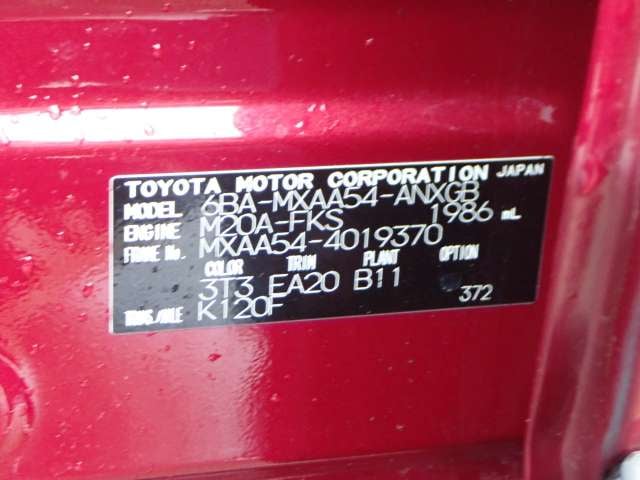 TOYOTA MOTOR CORPORATION JAPAN
MODEL 6BA-MXAA54-ANXGB
ENGINE M20A-FKS 1986 mL
FRAME No. MXAA54-4019370
COLOR TRIM PLANT OPTION
3T3 EA20 B11 372
TRANS./AXLE K120F